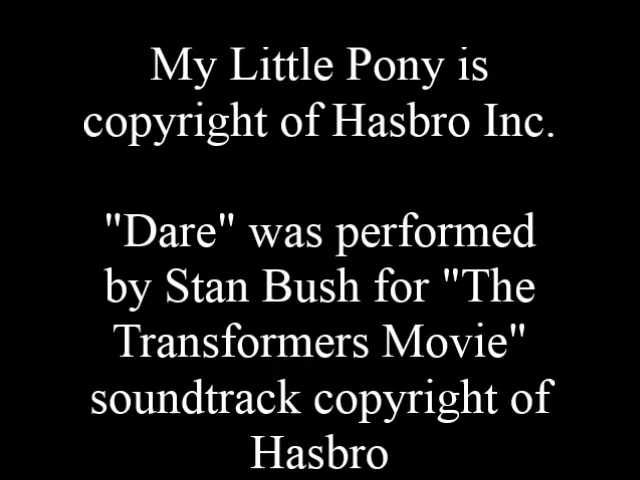 My Little Pony is
copyright of Hasbro Inc.
"Dare" was performed
by Stan Bush for "The
Transformers Movie"
soundtrack copyright of
Hasbro